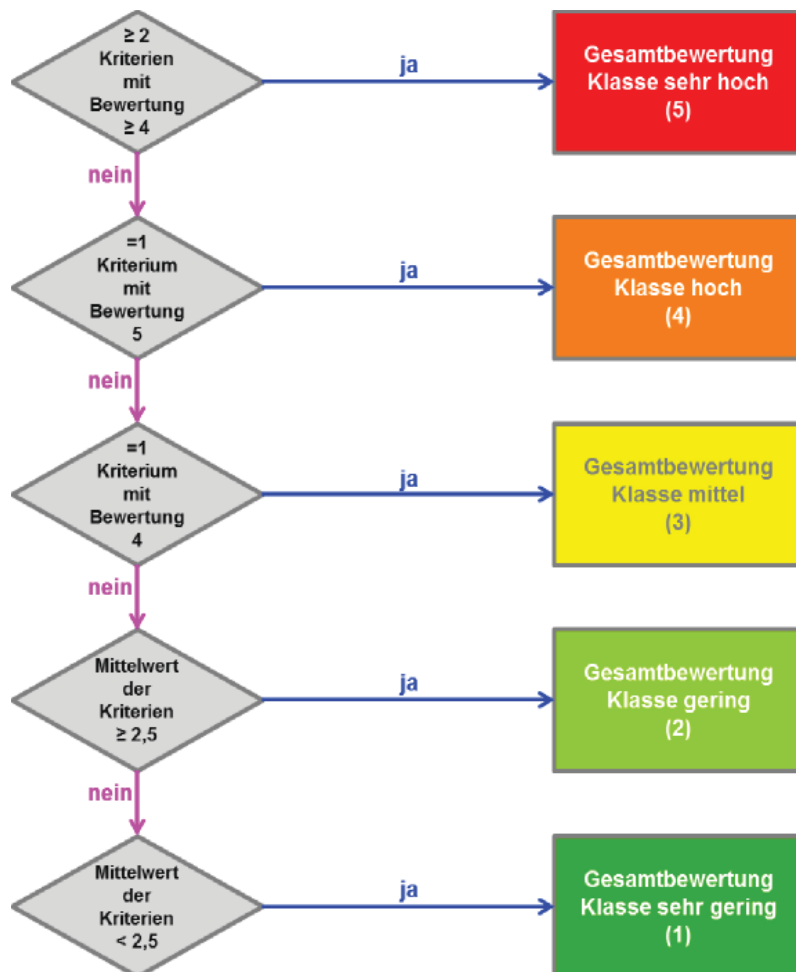 ≥ 2
Kriterien
mit
Bewertung
≥ 4
ja
Gesamtbewertung
Klasse sehr hoch
(5)
nein
=1
Kriterium
mit
Bewertung
5
ja
Gesamtbewertung
Klasse hoch
(4)
nein
=1
Kriterium
mit
Bewertung
4
ja
Gesamtbewertung
Klasse mittel
(3)
nein
Mittelwert
der
Kriterien
≥ 2,5
ja
Gesamtbewertung
Klasse gering
(2)
nein
Mittelwert
der
Kriterien
< 2,5
ja
Gesamtbewertung
Klasse sehr gering
(1)